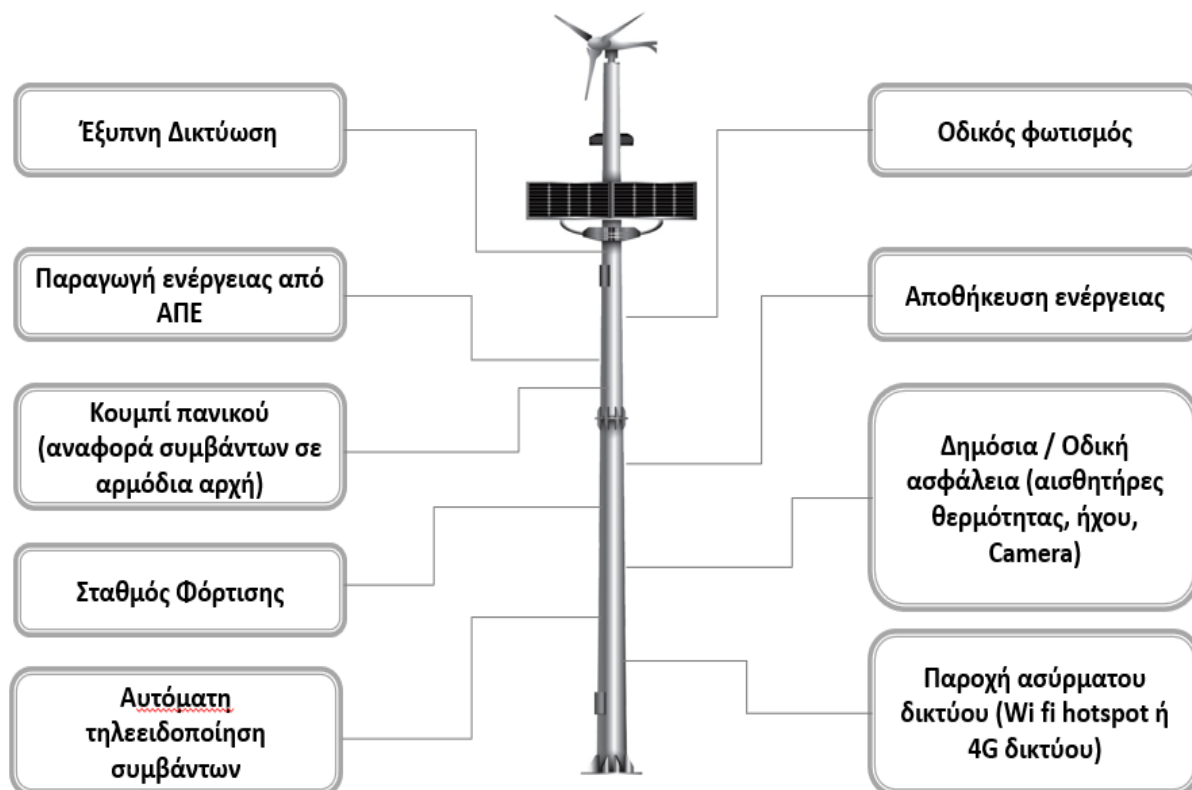 Έξυπνη Δικτύωση
Παραγωγή ενέργειας από
ΑΠΕ
Κουμπί πανικού
(αναφορά συμβάντων σε
αρμόδια αρχή)
Σταθμός Φόρτισης
Αυτόματη
τηλεειδοποίηση
συμβάντων
Οδικός φωτισμός
Αποθήκευση ενέργειας
Δημόσια / Οδική
ασφάλεια (αισθητήρες
θερμότητας, ήχου,
Camera)
Παροχή ασύρματου
δικτύου (Wi fi hotspot ή
4G δικτύου)